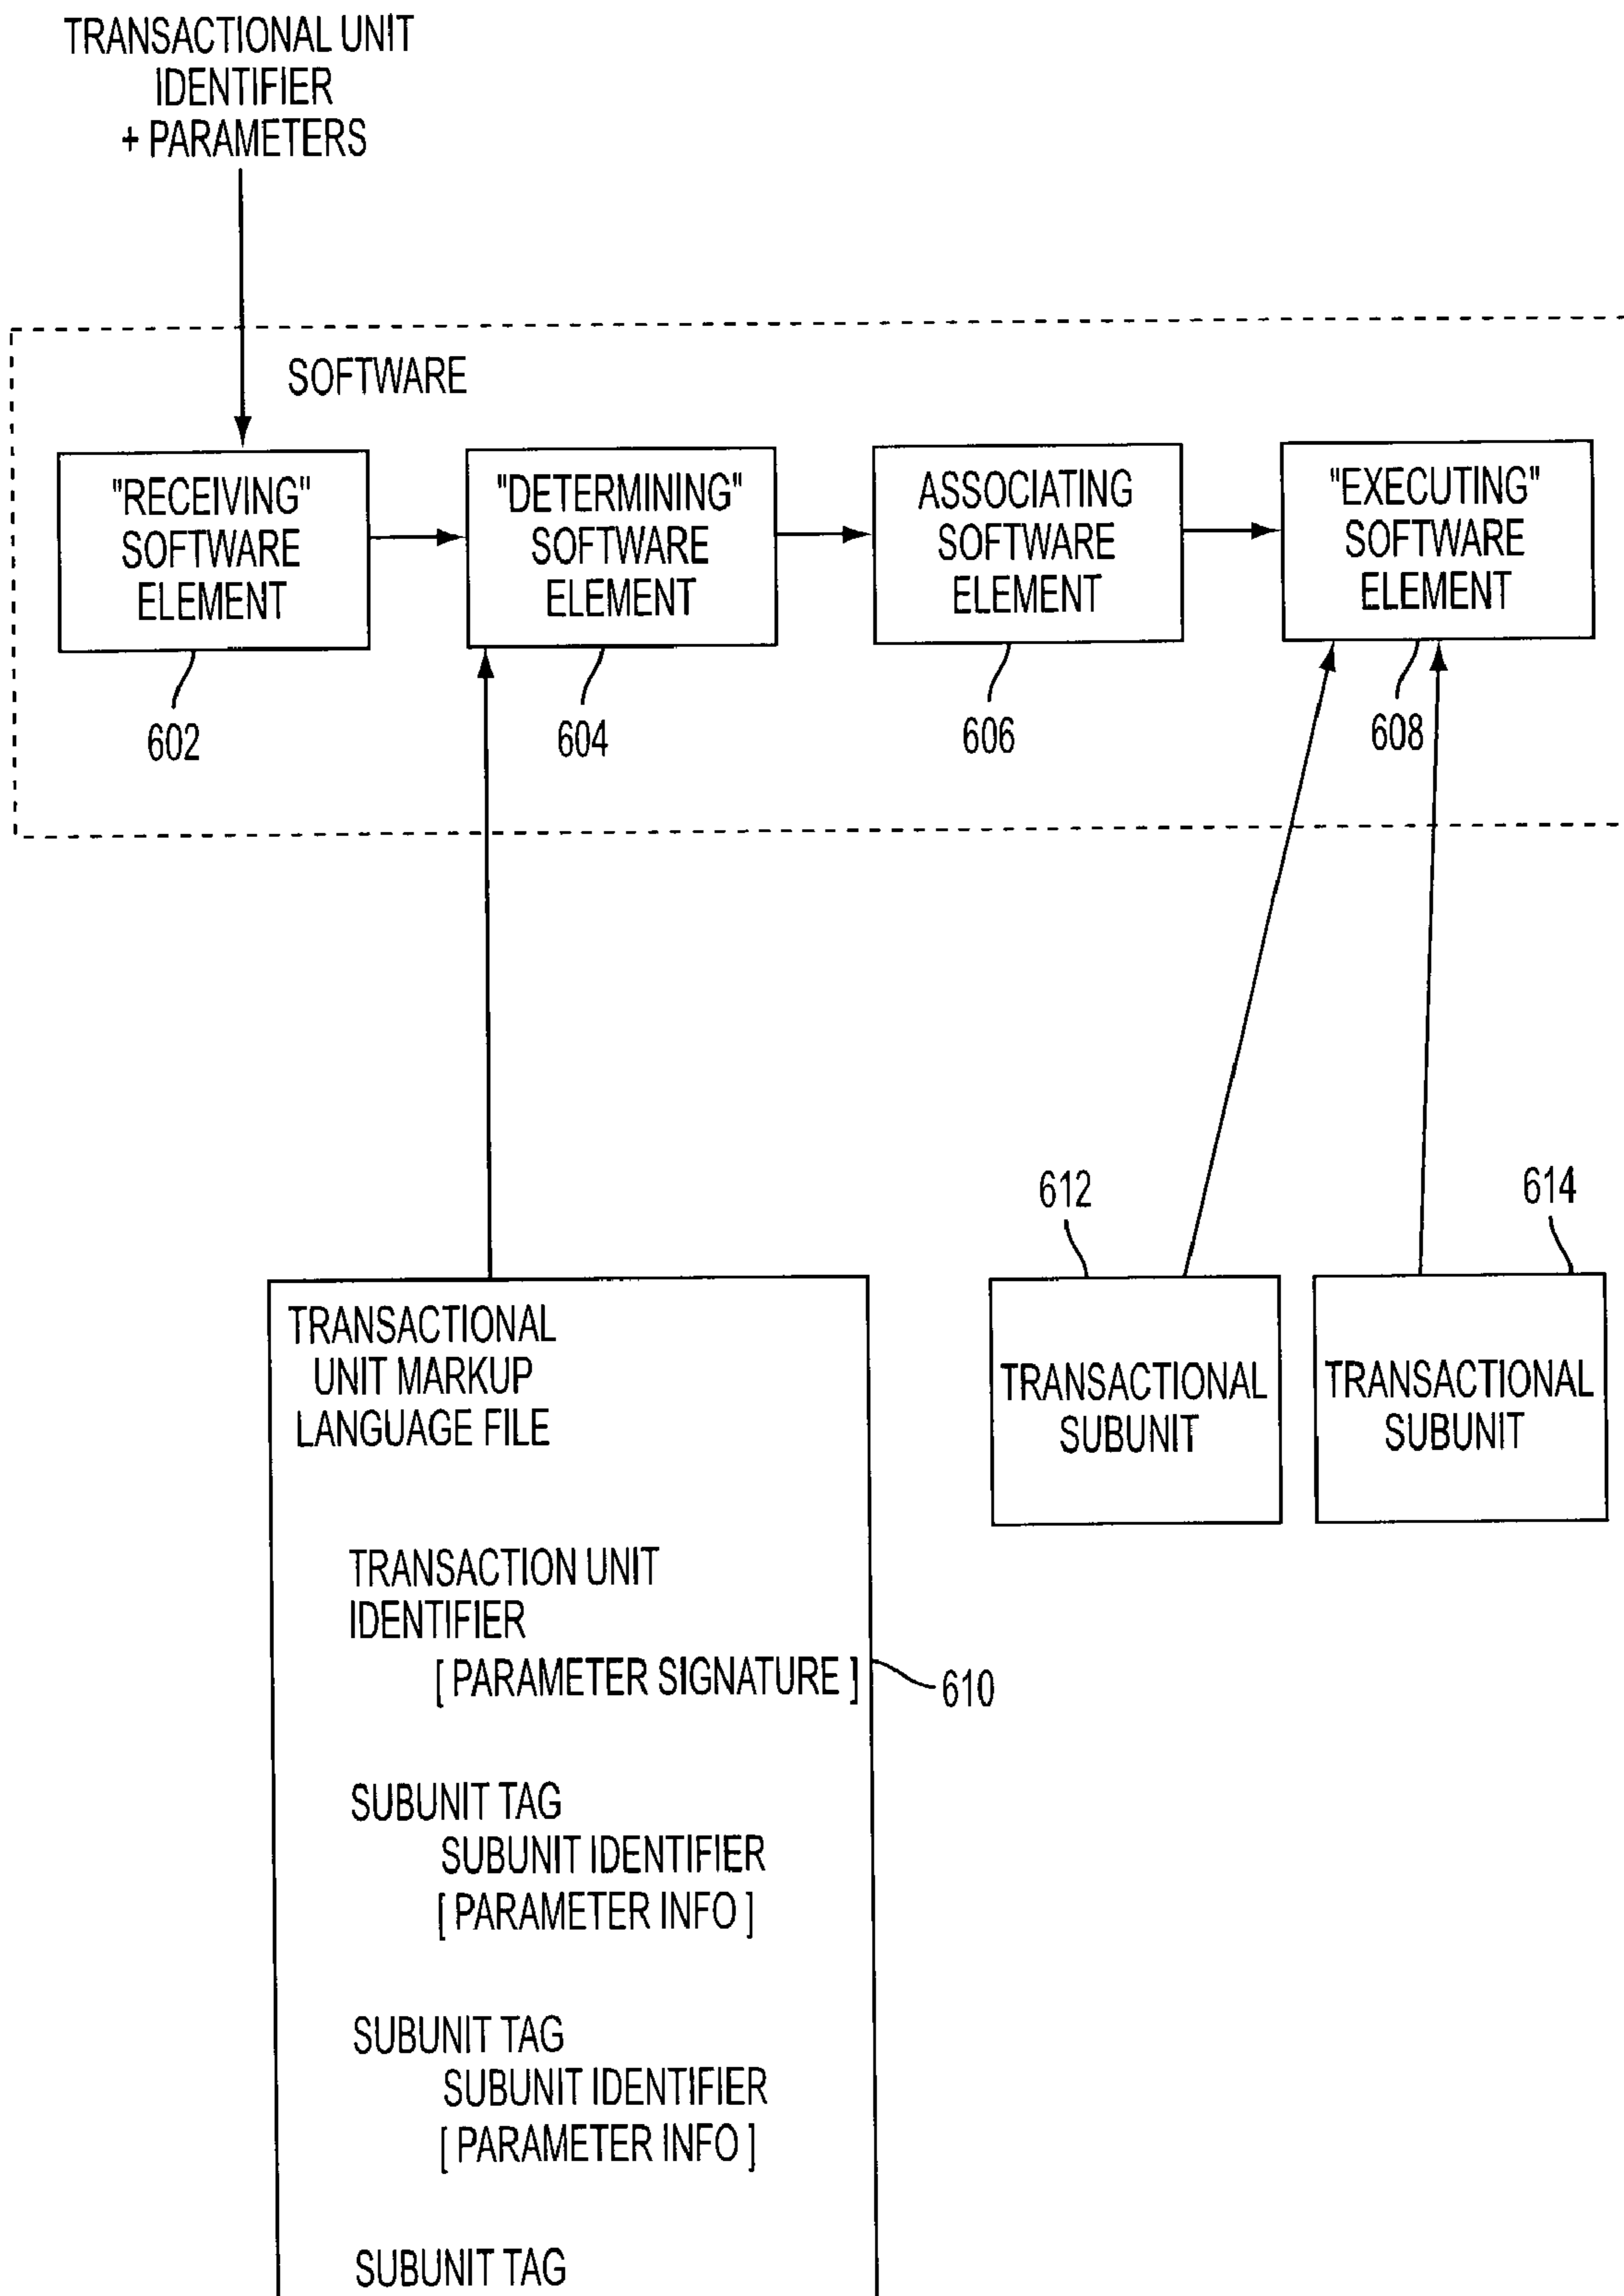 TRANSACTIONAL UNIT
IDENTIFIER
+ PARAMETERS
SOFTWARE
"RECEIVING"
SOFTWARE
ELEMENT
602
"DETERMINING"
SOFTWARE
ELEMENT
604
ASSOCIATING
SOFTWARE
ELEMENT
606
"EXECUTING"
SOFTWARE
ELEMENT
608
TRANSACTIONAL
UNIT MARKUP
LANGUAGE FILE
TRANSACTION UNIT
IDENTIFIER
[ PARAMETER SIGNATURE ]
610
SUBUNIT TAG
SUBUNIT IDENTIFIER
[ PARAMETER INFO ]
SUBUNIT TAG
SUBUNIT IDENTIFIER
[ PARAMETER INFO ]
SUBUNIT TAG
612
TRANSACTIONAL
SUBUNIT
614
TRANSACTIONAL
SUBUNIT